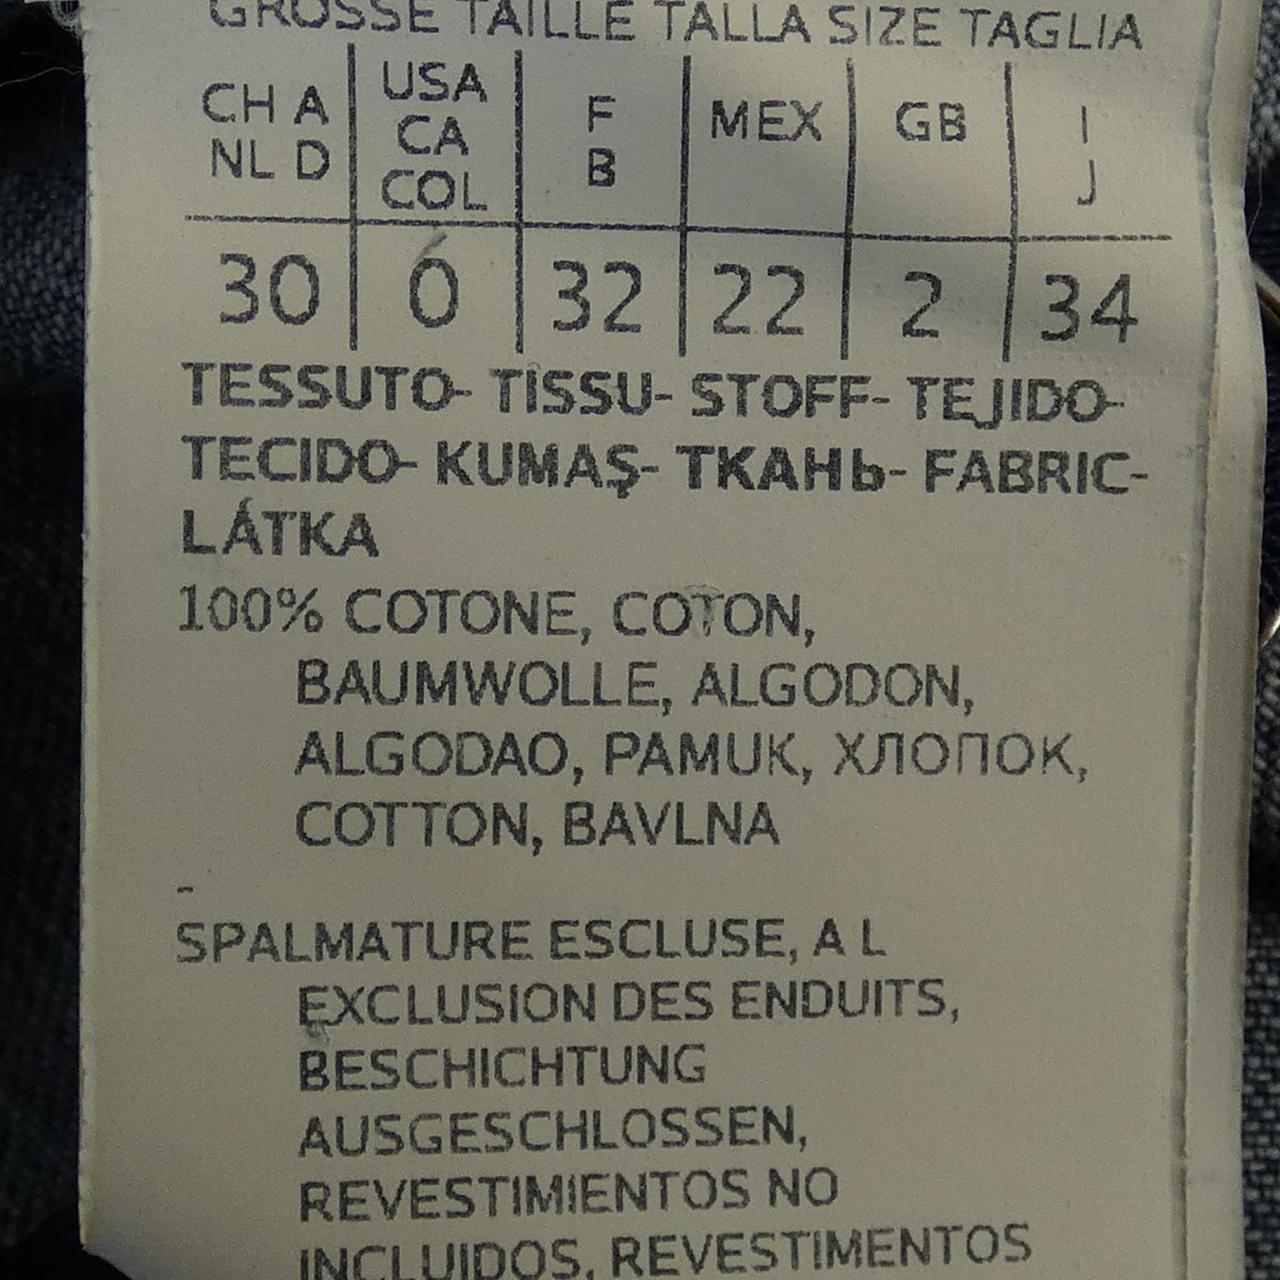 GROSSE TAILLE TALLA SIZE TAGLIA
CH A NL D | USA CA COL | F B | MEX | GB | I J
30 | 0 | 32 | 22 | 2 | 34
TESSUTO- TISSU- STOFF- TEJIDO-
TECIDO- KUMAŞ- ТКАНЬ- FABRIC-
LÁTKA
100% COTONE, COTON,
BAUMWOLLE, ALGODON,
ALGODAO, PAMUK, ХЛОПОК,
COTTON, BAVLNA
-
SPALMATURE ESCLUSE, A L
EXCLUSION DES ENDUITS,
BESCHICHTUNG
AUSGESCHLOSSEN,
REVESTIMIENTOS NO
INCLUIDOS, REVESTIMENTOS